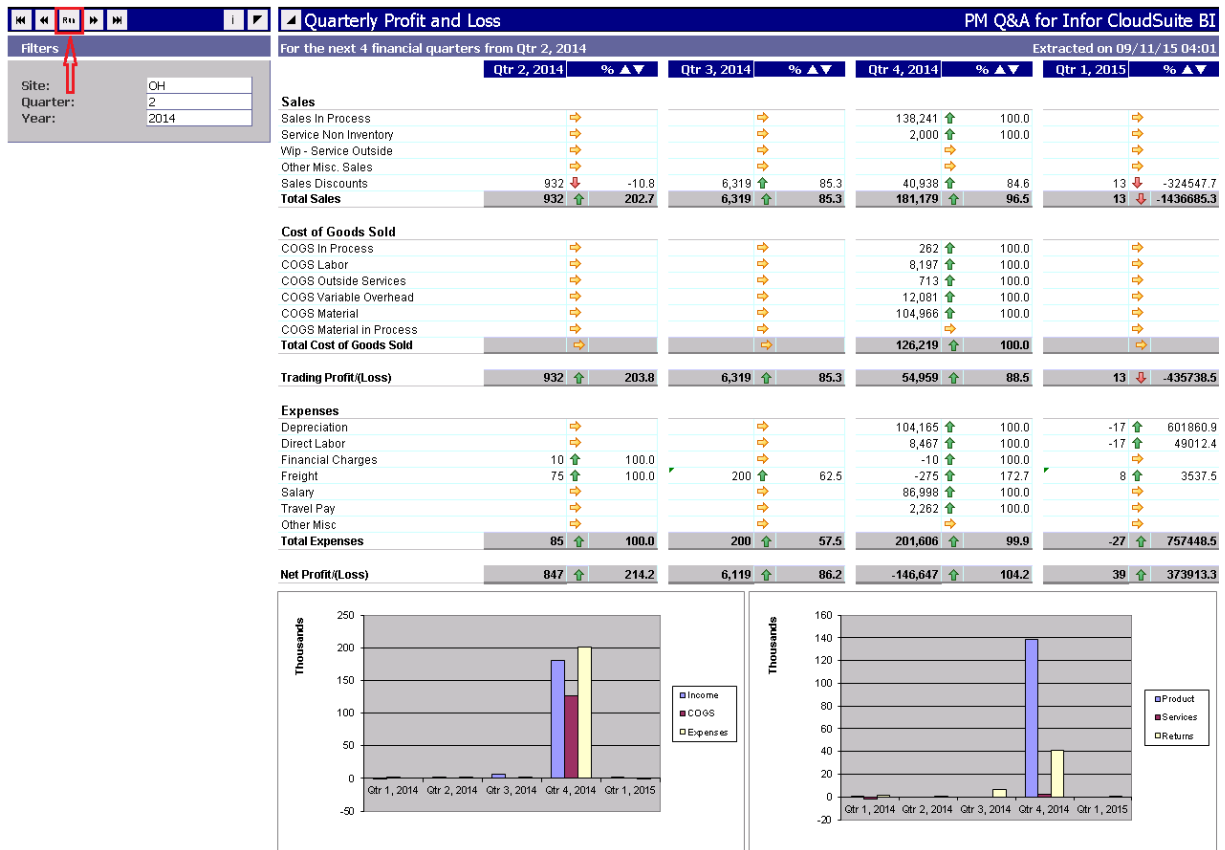 Run i
Quarterly Profit and Loss PM Q&A for Infor CloudSuite BI
Filters
For the next 4 financial quarters from Qtr 2, 2014 Extracted on 09/11/15 04:01
Site: OH
Quarter: 2
Year: 2014
Qtr 2, 2014 % ▲▼ Qtr 3, 2014 % ▲▼ Qtr 4, 2014 % ▲▼ Qtr 1, 2015 % ▲▼
Sales
Sales In Process 138,241 100.0
Service Non Inventory 2,000 100.0
Wip - Service Outside
Other Misc. Sales
Sales Discounts 932 -10.8 6,319 85.3 40,938 84.6 13 -324547.7
Total Sales 932 202.7 6,319 85.3 181,179 96.5 13 -1436685.3
Cost of Goods Sold
COGS In Process 262 100.0
COGS Labor 8,197 100.0
COGS Outside Services 713 100.0
COGS Variable Overhead 12,081 100.0
COGS Material 104,966 100.0
COGS Material in Process
Total Cost of Goods Sold 126,219 100.0
Trading Profit/(Loss) 932 203.8 6,319 85.3 54,959 88.5 13 -435738.5
Expenses
Depreciation 104,165 100.0 -17 601860.9
Direct Labor 8,467 100.0 -17 49012.4
Financial Charges 10 100.0 -10 100.0
Freight 75 100.0 200 62.5 -275 172.7 8 3537.5
Salary 86,998 100.0
Travel Pay 2,262 100.0
Other Misc
Total Expenses 85 100.0 200 57.5 201,606 99.9 -27 757448.5
Net Profit/(Loss) 847 214.2 6,119 86.2 -146,647 104.2 39 373913.3
Thousands
250
200
150
100
50
0
-50
Qtr 1, 2014 Qtr 2, 2014 Qtr 3, 2014 Qtr 4, 2014 Qtr 1, 2015
Income
COGS
Expenses
Thousands
160
140
120
100
80
60
40
20
0
-20
Qtr 1, 2014 Qtr 2, 2014 Qtr 3, 2014 Qtr 4, 2014 Qtr 1, 2015
Product
Services
Returns